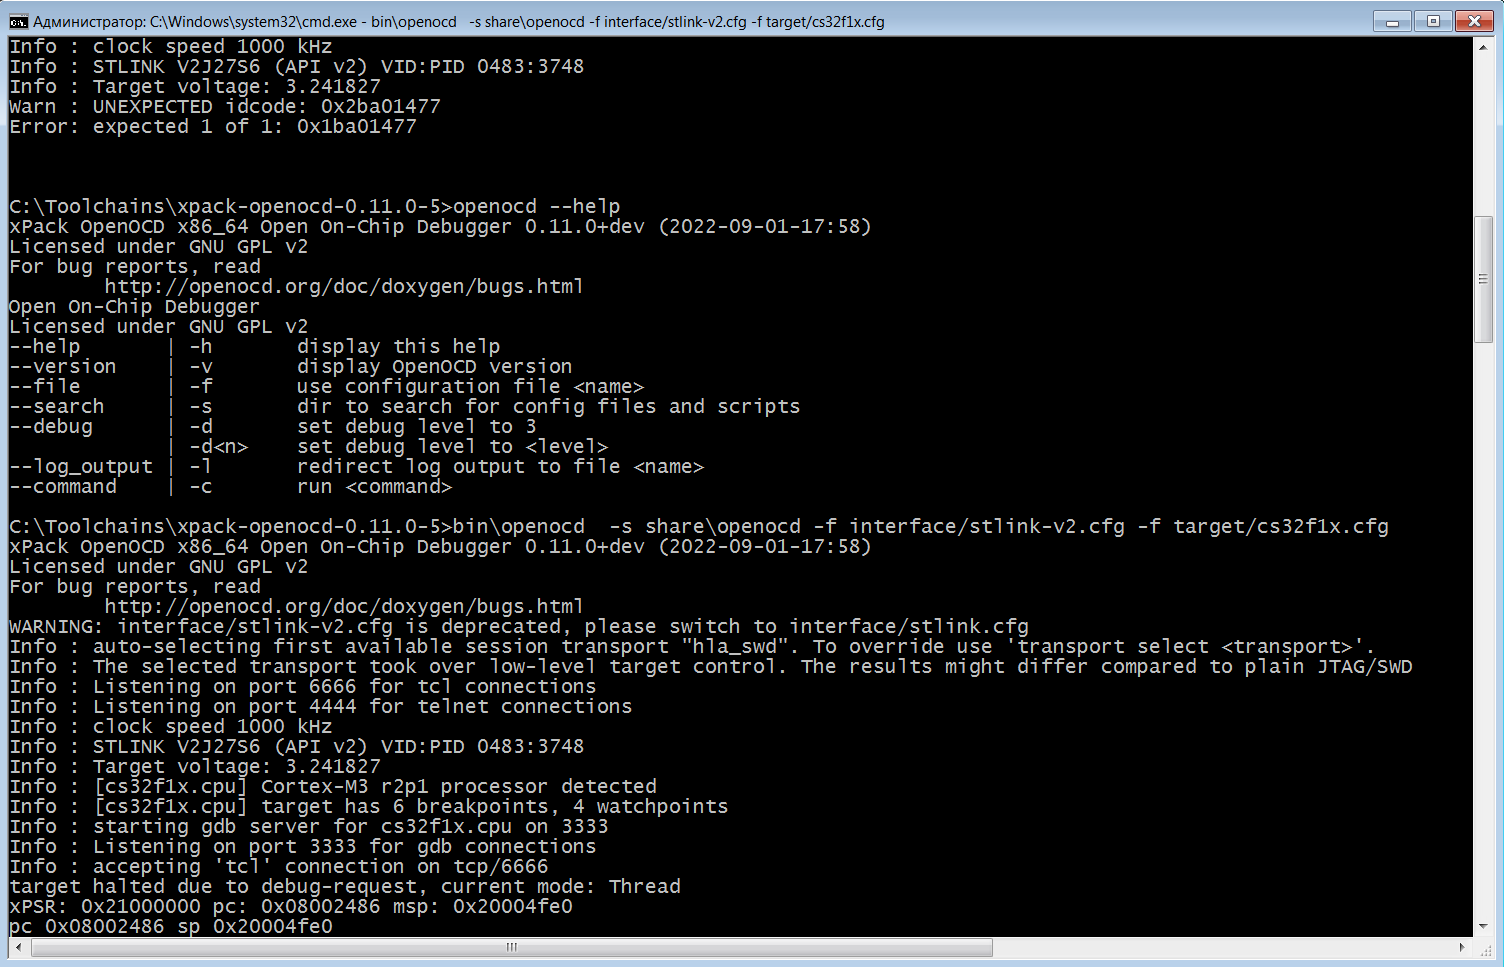 Администратор: C:\Windows\system32\cmd.exe - bin\openocd  -s share\openocd -f interface/stlink-v2.cfg -f target/cs32f1x.cfg
Info : clock speed 1000 kHz
Info : STLINK V2J27S6 (API v2) VID:PID 0483:3748
Info : Target voltage: 3.241827
Warn : UNEXPECTED idcode: 0x2ba01477
Error: expected 1 of 1: 0x1ba01477
C:\Toolchains\xpack-openocd-0.11.0-5>openocd --help
xPack OpenOCD x86_64 Open On-Chip Debugger 0.11.0+dev (2022-09-01-17:58)
Licensed under GNU GPL v2
For bug reports, read
        http://openocd.org/doc/doxygen/bugs.html
Open On-Chip Debugger
Licensed under GNU GPL v2
--help       | -h       display this help
--version    | -v       display OpenOCD version
--file       | -f       use configuration file <name>
--search     | -s       dir to search for config files and scripts
--debug      | -d       set debug level to 3
             | -d<n>    set debug level to <level>
--log_output | -l       redirect log output to file <name>
--command    | -c       run <command>
C:\Toolchains\xpack-openocd-0.11.0-5>bin\openocd  -s share\openocd -f interface/stlink-v2.cfg -f target/cs32f1x.cfg
xPack OpenOCD x86_64 Open On-Chip Debugger 0.11.0+dev (2022-09-01-17:58)
Licensed under GNU GPL v2
For bug reports, read
        http://openocd.org/doc/doxygen/bugs.html
WARNING: interface/stlink-v2.cfg is deprecated, please switch to interface/stlink.cfg
Info : auto-selecting first available session transport "hla_swd". To override use 'transport select <transport>'.
Info : The selected transport took over low-level target control. The results might differ compared to plain JTAG/SWD
Info : Listening on port 6666 for tcl connections
Info : Listening on port 4444 for telnet connections
Info : clock speed 1000 kHz
Info : STLINK V2J27S6 (API v2) VID:PID 0483:3748
Info : Target voltage: 3.241827
Info : [cs32f1x.cpu] Cortex-M3 r2p1 processor detected
Info : [cs32f1x.cpu] target has 6 breakpoints, 4 watchpoints
Info : starting gdb server for cs32f1x.cpu on 3333
Info : Listening on port 3333 for gdb connections
Info : accepting 'tcl' connection on tcp/6666
target halted due to debug-request, current mode: Thread
xPSR: 0x21000000 pc: 0x08002486 msp: 0x20004fe0
pc 0x08002486 sp 0x20004fe0